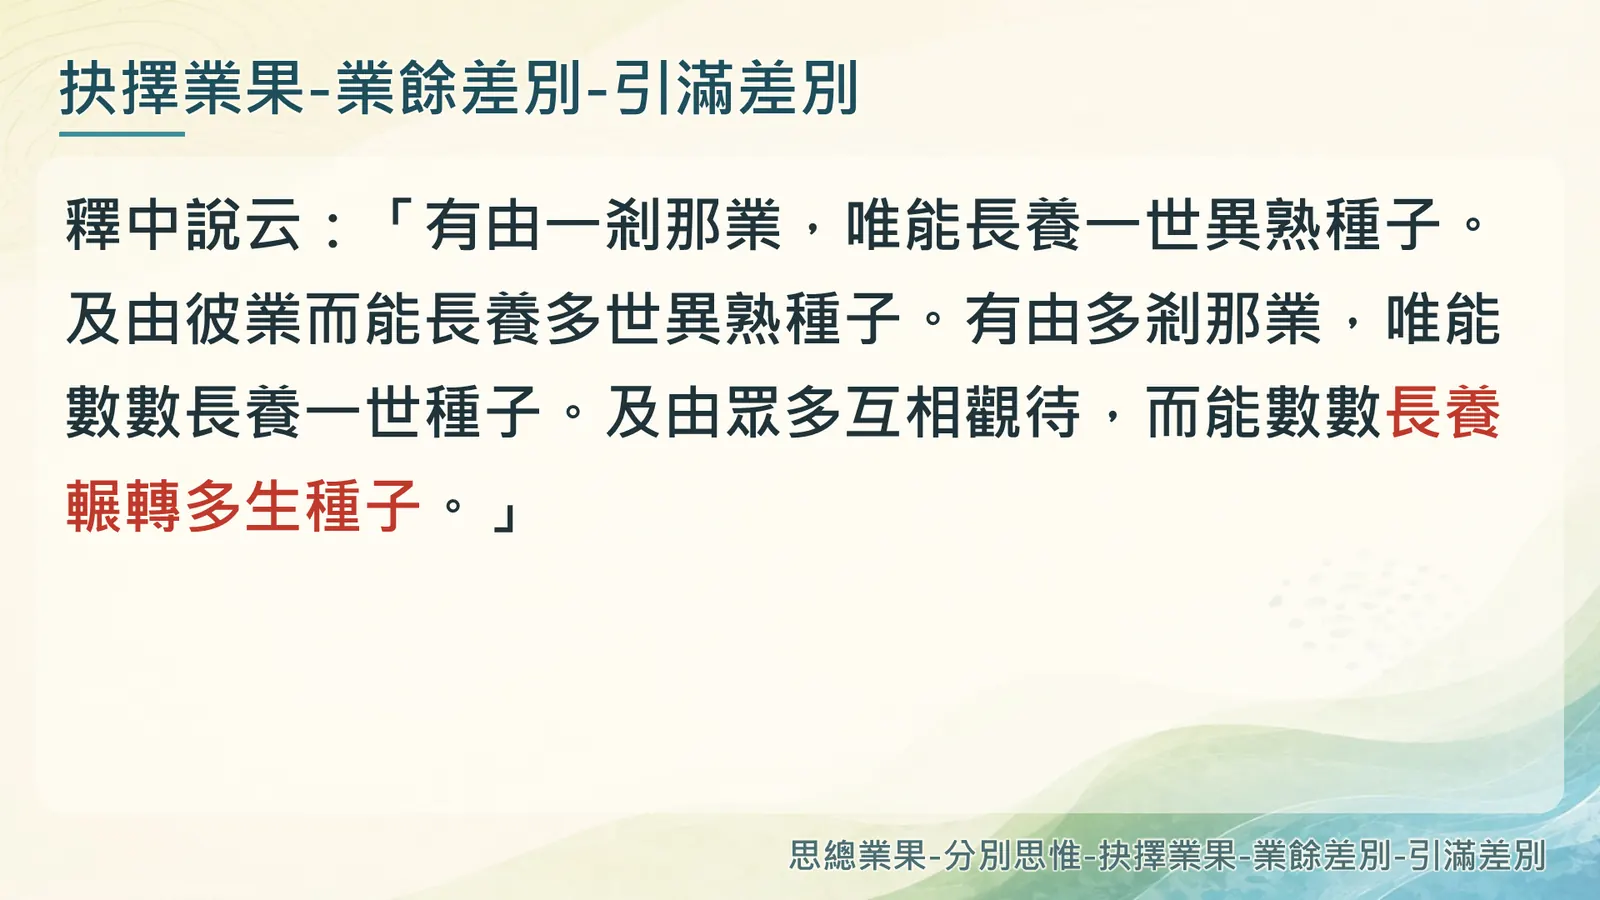 抉擇業果-業餘差別-引滿差別
釋中說云：「有由一剎那業，唯能長養一世異熟種子。
及由彼業而能長養多世異熟種子。有由多剎那業，唯能
數數長養一世種子。及由眾多互相觀待，而能數數長養
輾轉多生種子。」
思總業果-分別思惟-抉擇業果-業餘差別-引滿差別